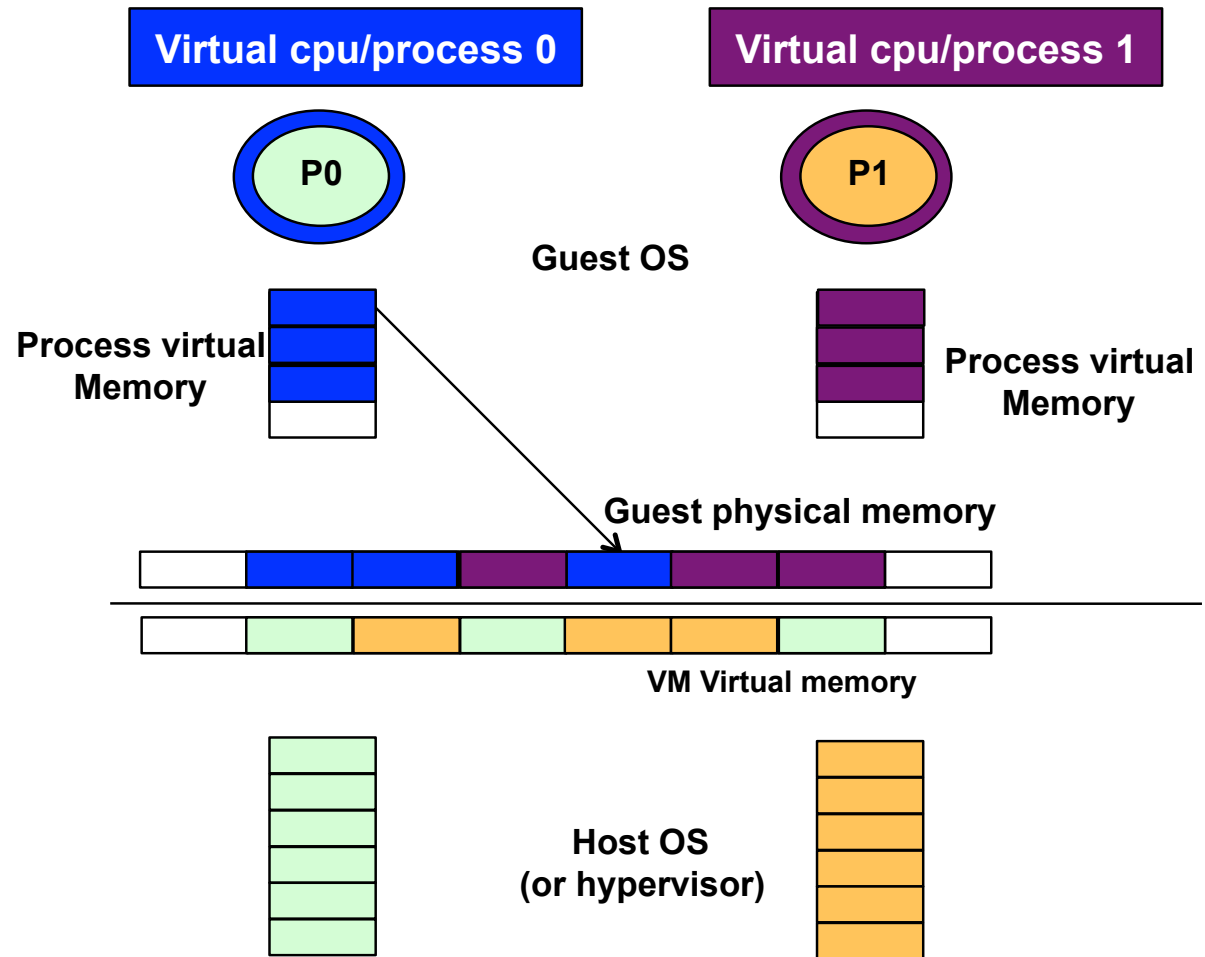 Virtual cpu/process 0
Virtual cpu/process 1
P0
P1
Guest OS
Process virtual
Memory
Process virtual
Memory
Guest physical memory
VM Virtual memory
Host OS
(or hypervisor)